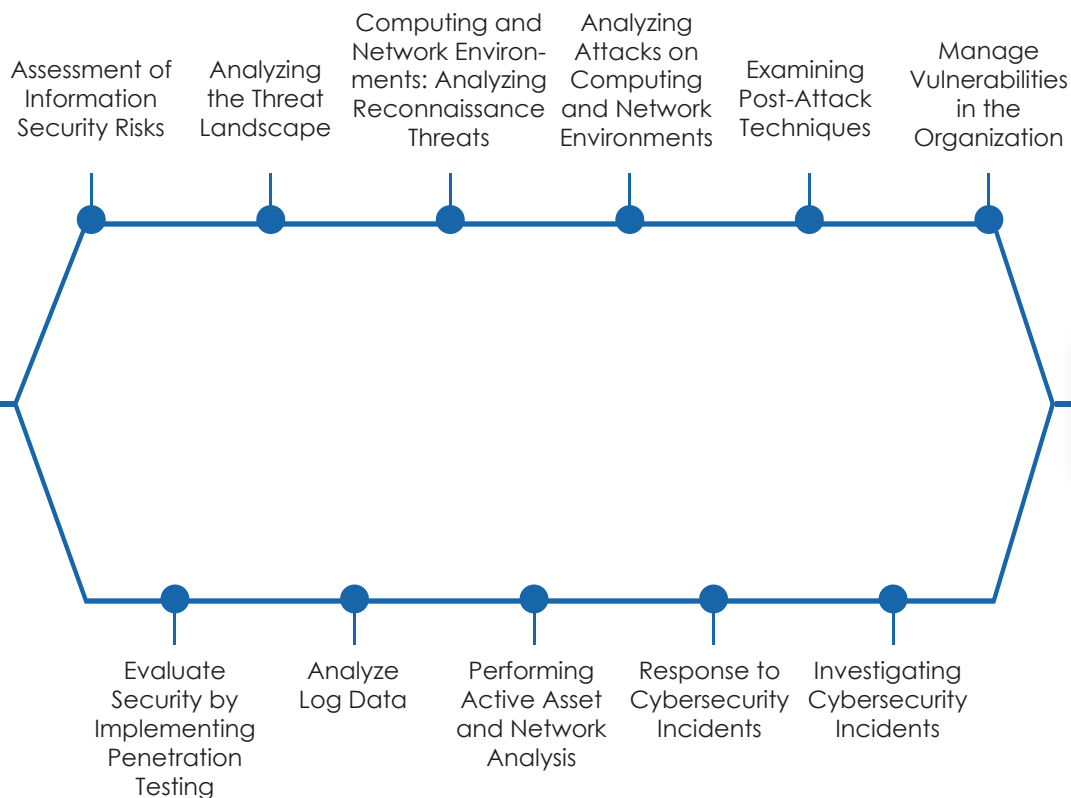 Assessment of
Information
Security Risks
Analyzing
the Threat
Landscape
Computing and
Network Environ-
ments: Analyzing
Reconnaissance
Threats
Analyzing
Attacks on
Computing
and Network
Environments
Examining
Post-Attack
Techniques
Manage
Vulnerabilities
in the
Organization
Evaluate
Security by
Implementing
Penetration
Testing
Analyze
Log Data
Performing
Active Asset
and Network
Analysis
Response to
Cybersecurity
Incidents
Investigating
Cybersecurity
Incidents